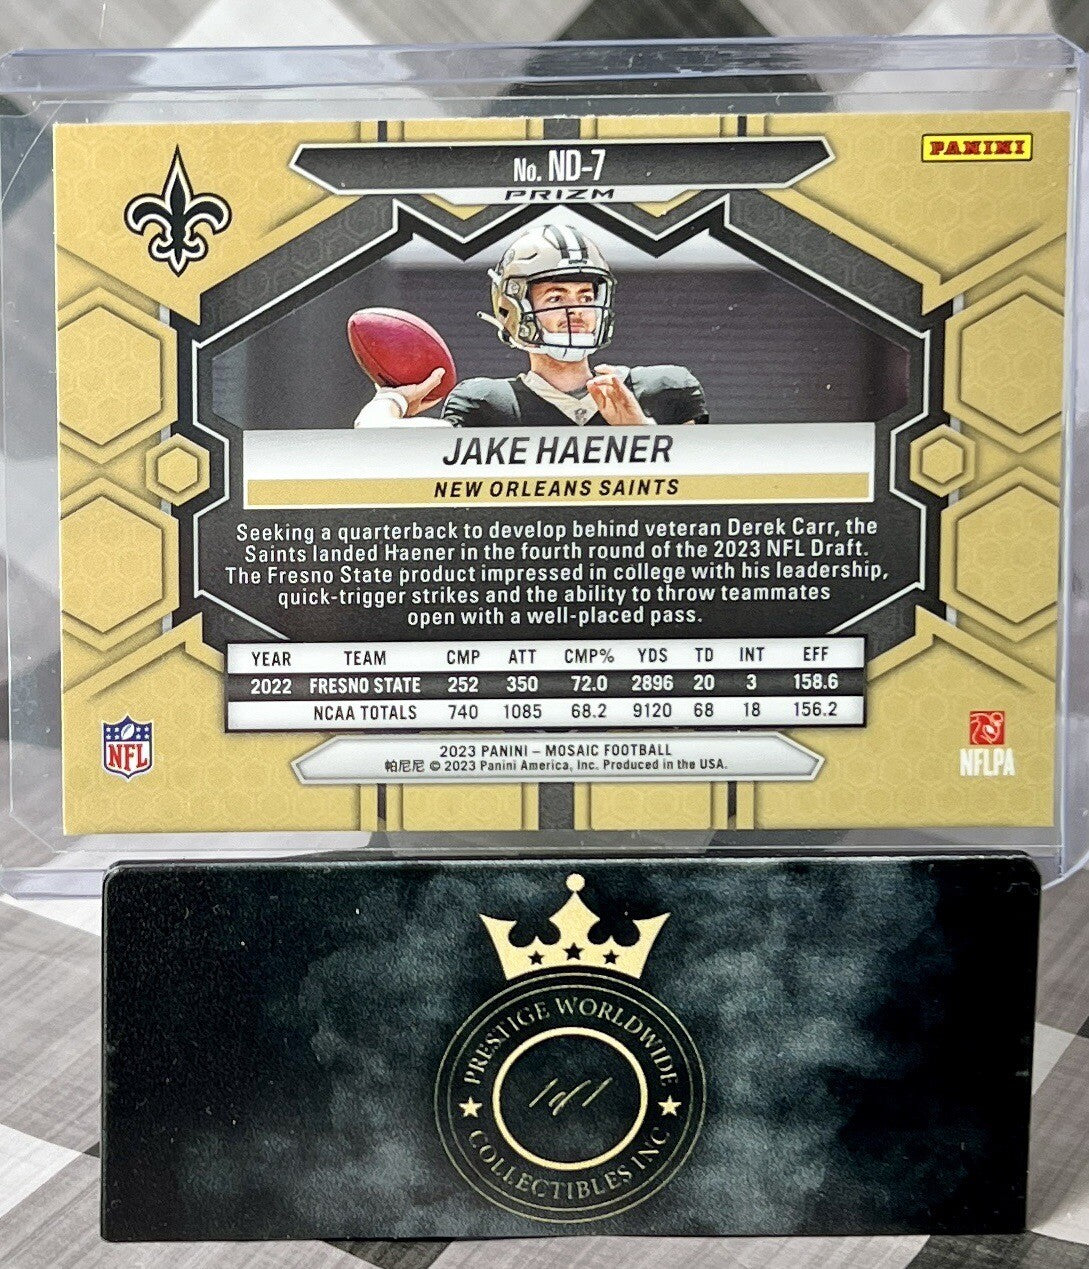 No. ND-7
PRIZM
PANINI
JAKE HAENER
NEW ORLEANS SAINTS
Seeking a quarterback to develop behind veteran Derek Carr, the
Saints landed Haener in the fourth round of the 2023 NFL Draft.
The Fresno State product impressed in college with his leadership,
quick-trigger strikes and the ability to throw teammates
open with a well-placed pass.
YEAR TEAM CMP ATT CMP% YDS TD INT EFF
2022 FRESNO STATE 252 350 72.0 2896 20 3 158.6
NCAA TOTALS 740 1085 68.2 9120 68 18 156.2
NFL
2023 PANINI – MOSAIC FOOTBALL
帕尼尼 © 2023 Panini America, Inc. Produced in the USA.
NFLPA
PRESTIGE WORLDWIDE
1 of 1
COLLECTIBLES INC